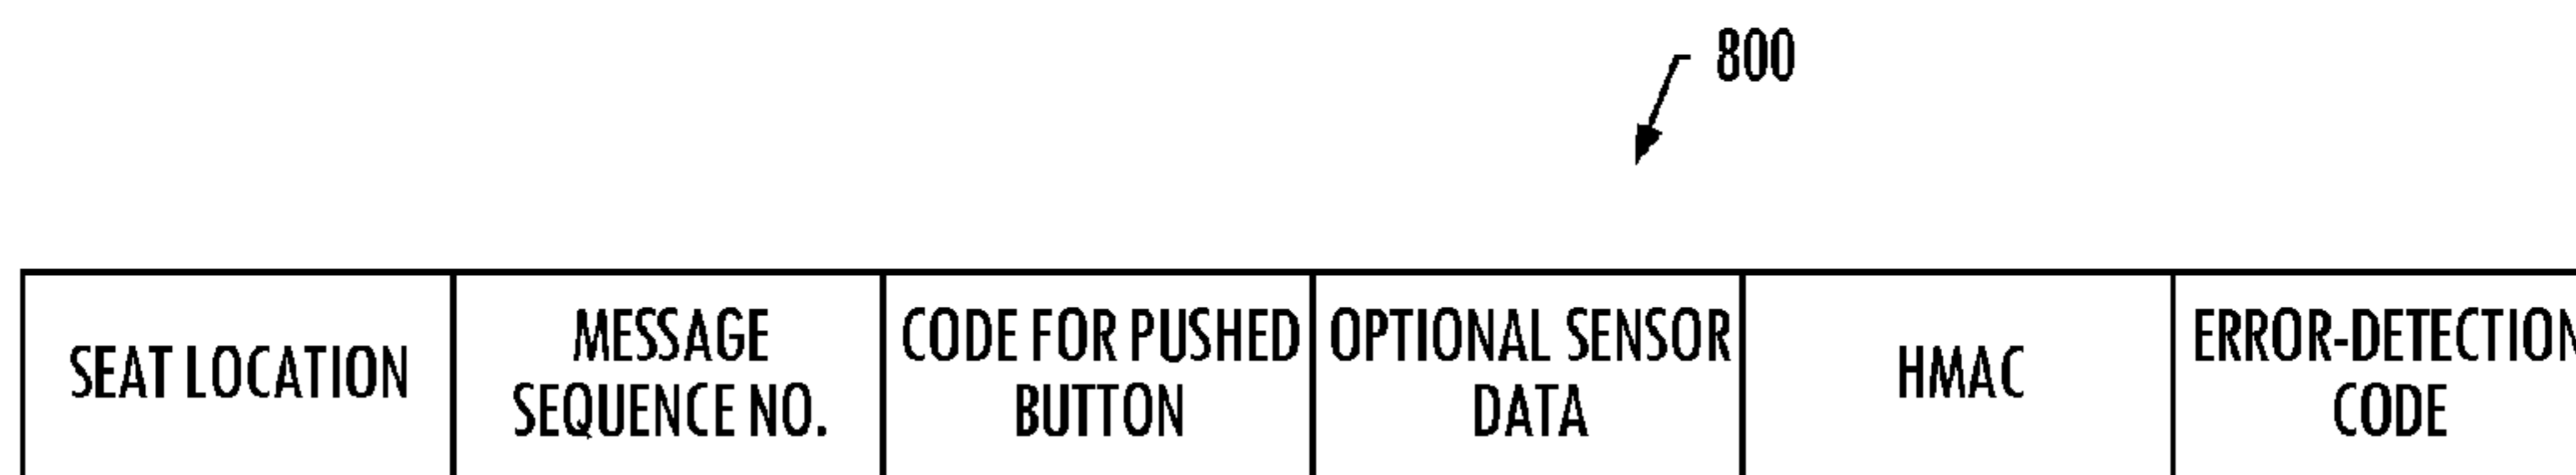 800
SEAT LOCATION
MESSAGE
SEQUENCE NO.
CODE FOR PUSHED
BUTTON
OPTIONAL SENSOR
DATA
HMAC
ERROR-DETECTION
CODE